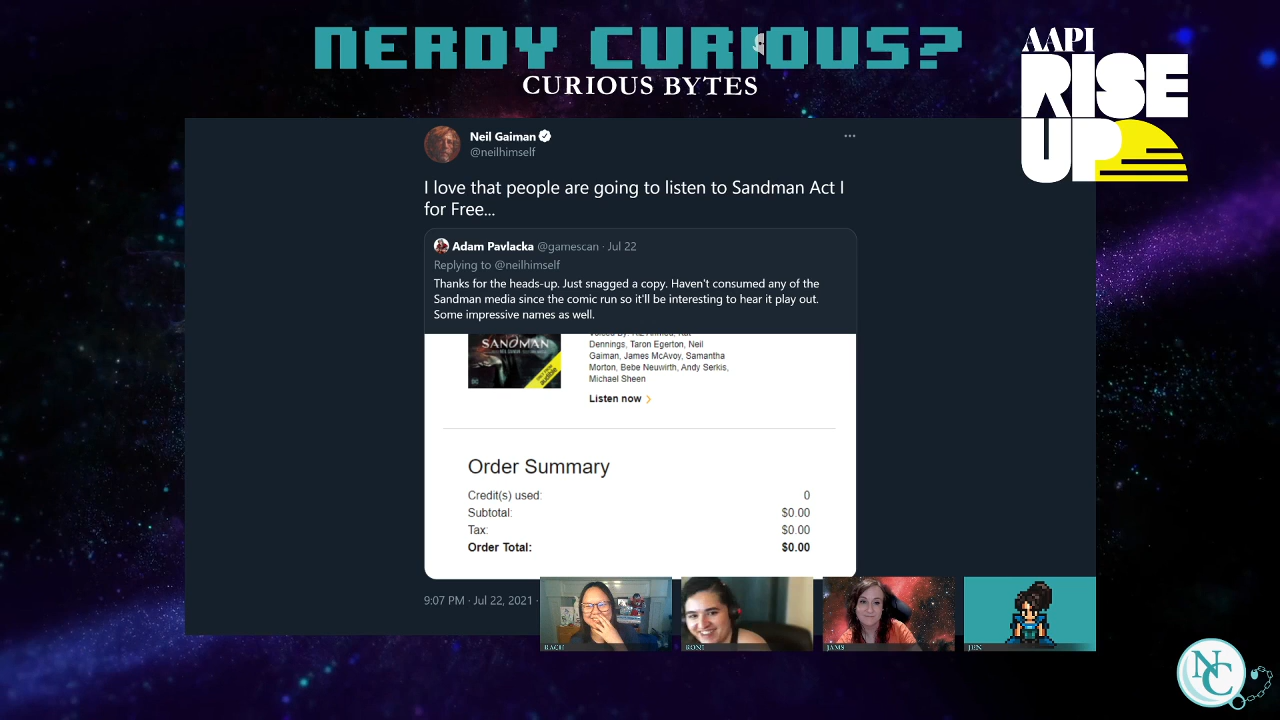 NERDY CURIOUS?
CURIOUS BYTES
AAPI
RISE
UP
Neil Gaiman
@neilhimself
I love that people are going to listen to Sandman Act I
for Free...
Adam Pavlacka @gamescan · Jul 22
Replying to @neilhimself
Thanks for the heads-up. Just snagged a copy. Haven't consumed any of the
Sandman media since the comic run so it'll be interesting to hear it play out.
Some impressive names as well.
SANDMAN
audible
Dennings, Taron Egerton, Neil
Gaiman, James McAvoy, Samantha
Morton, Bebe Neuwirth, Andy Serkis,
Michael Sheen
Listen now
Order Summary
Credit(s) used: 0
Subtotal: $0.00
Tax: $0.00
Order Total: $0.00
9:07 PM · Jul 22, 2021 ·
RACH
RONI
JAMS
JEN
NC